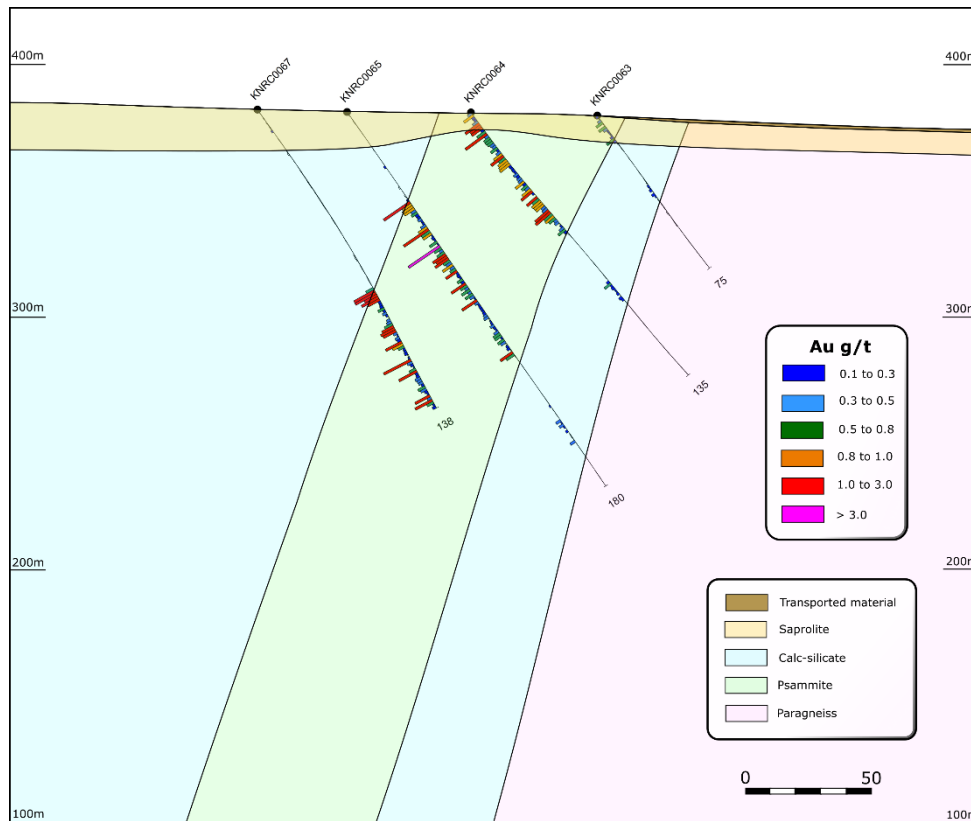 400m
400m
KNRC0067
KNRC0065
KNRC0064
KNRC0063
75
300m
300m
135
138
180
Au g/t
0.1 to 0.3
0.3 to 0.5
0.5 to 0.8
0.8 to 1.0
1.0 to 3.0
> 3.0
200m
200m
Transported material
Saprolite
Calc-silicate
Psammite
Paragneiss
0
50
100m
100m